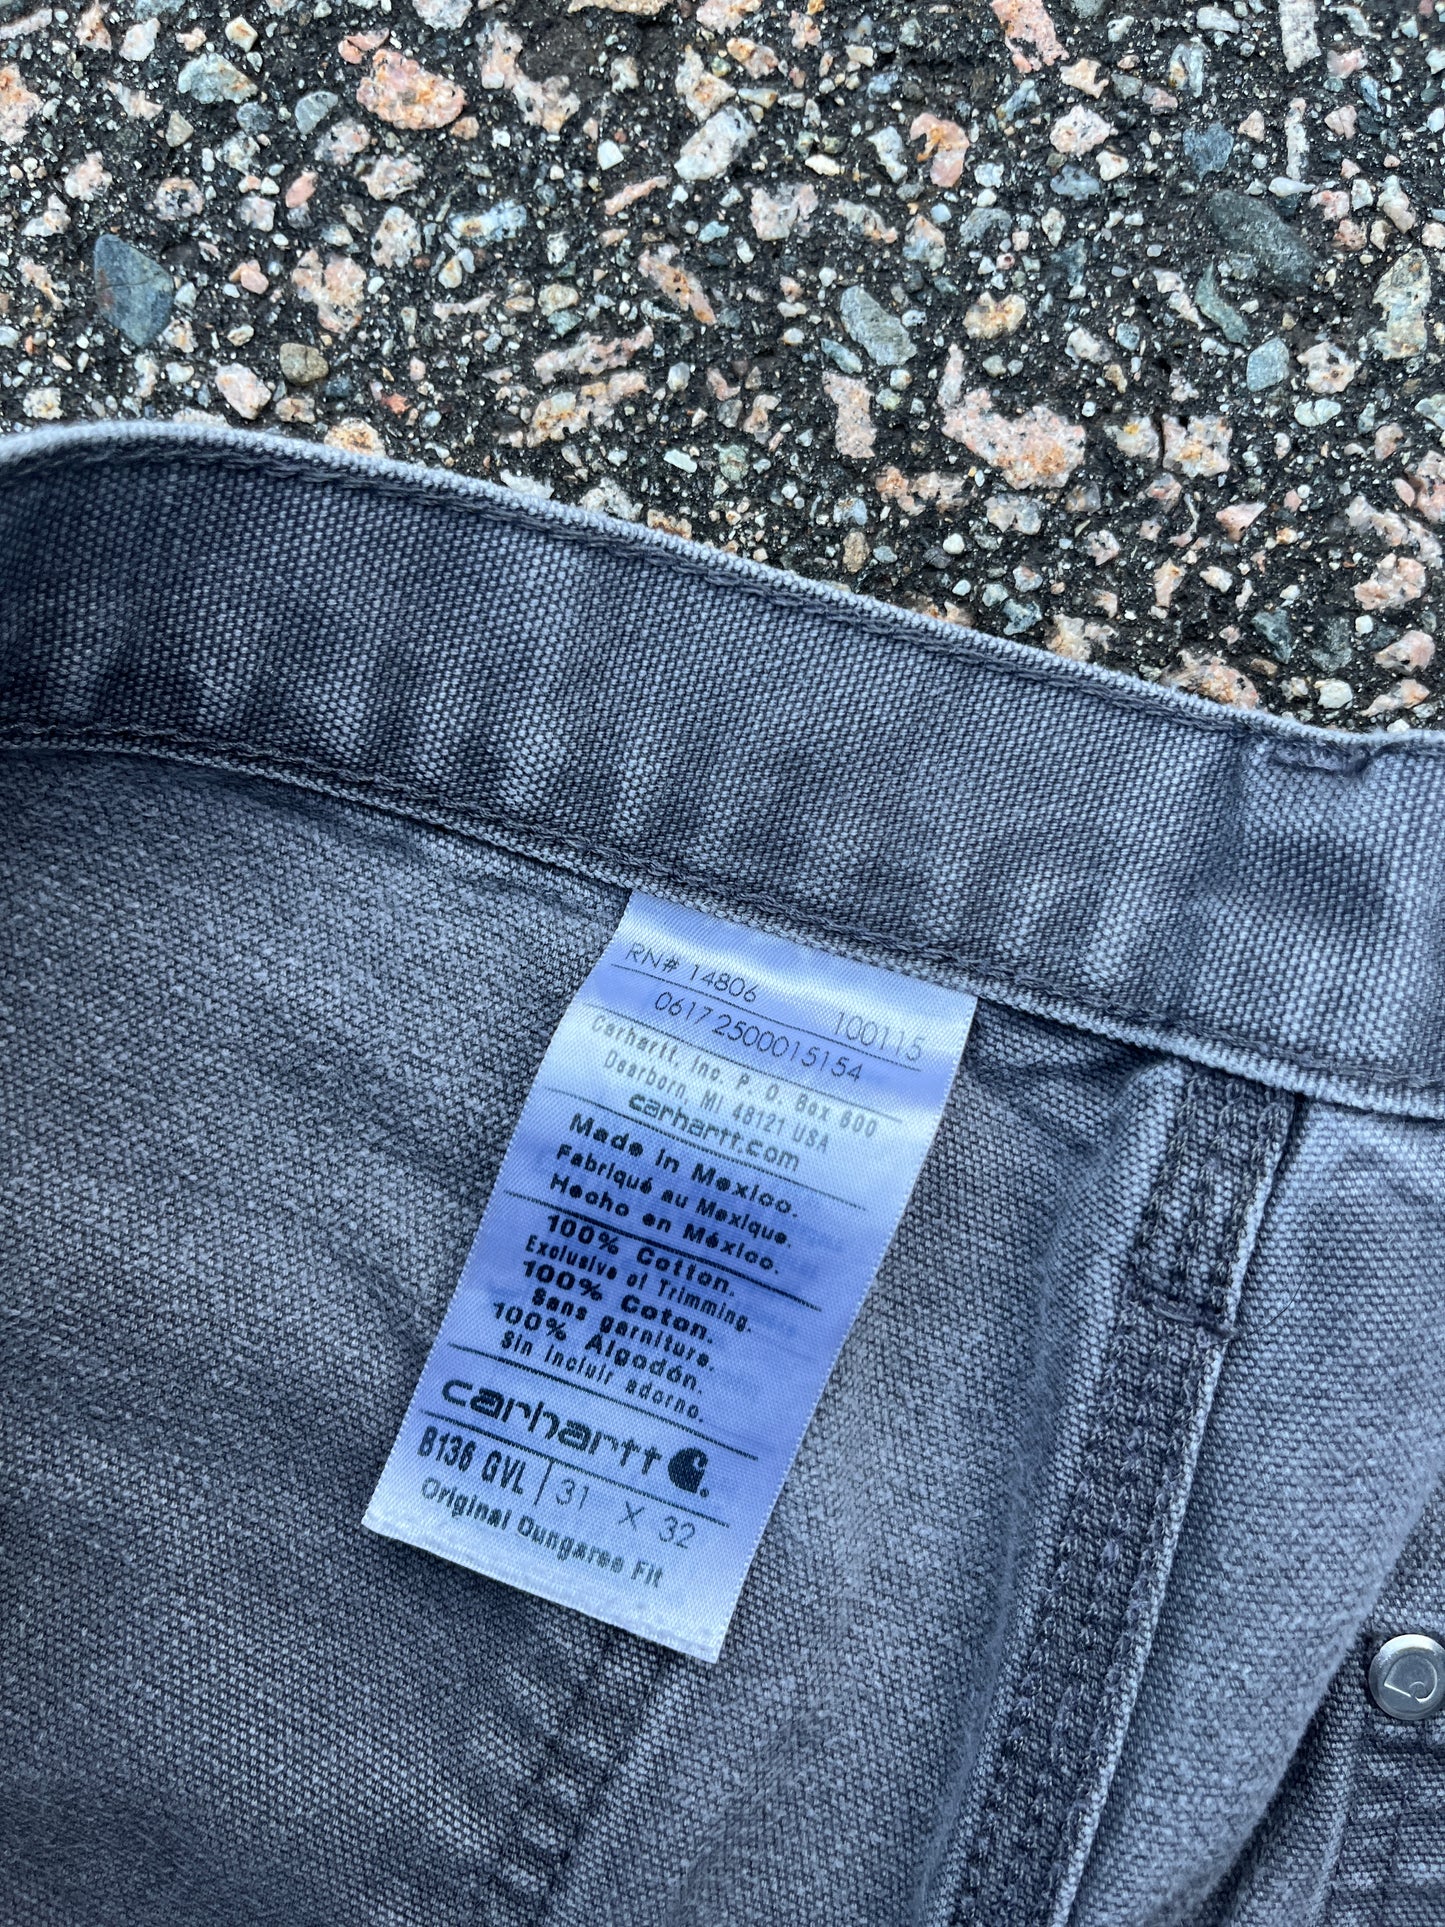 RN# 14806 100115
0617 2500015154
Carhartt, Inc. P. O. Box 600
Dearborn, MI 48121 USA
carhartt.com
Made in Mexico.
Fabriqué au Mexique.
Hecho en México.
100% Cotton.
Exclusive of Trimming.
100% Coton.
Sans garniture.
100% Algodón.
Sin incluir adorno.
carhartt
B136 GVL 31 X 32
Original Dungaree Fit